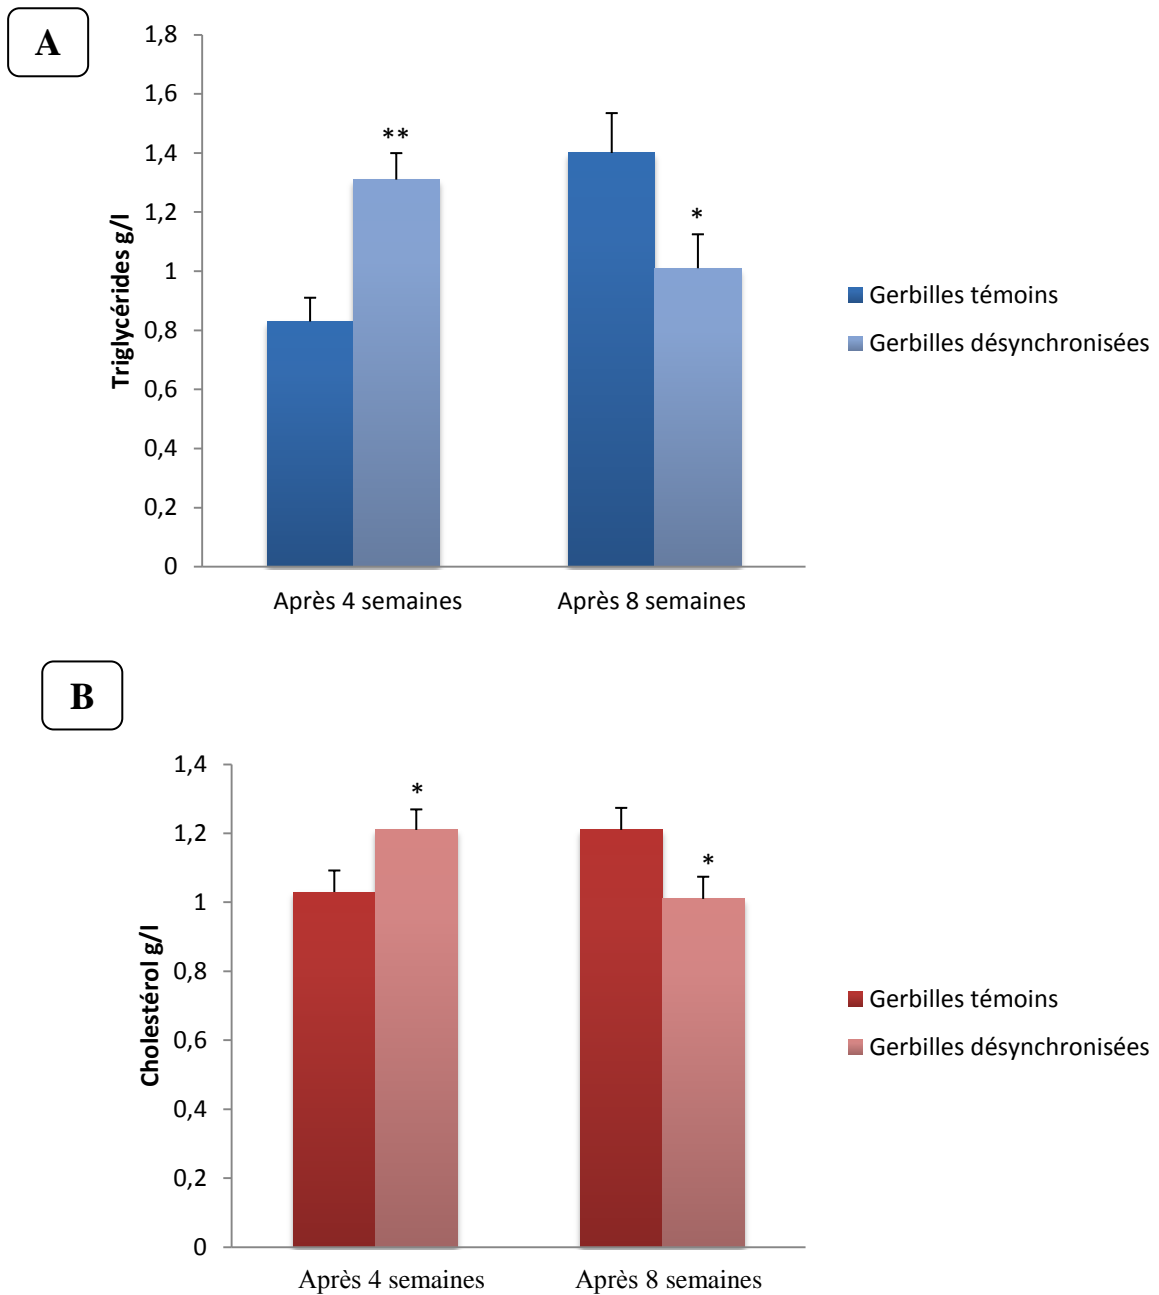 A
Triglycérides g/l
1,8
1,6
1,4
1,2
1
0,8
0,6
0,4
0,2
0
**
*
Après 4 semaines
Après 8 semaines
Gerbilles témoins
Gerbilles désynchronisées
B
Cholestérol g/l
1,4
1,2
1
0,8
0,6
0,4
0,2
0
*
*
Après 4 semaines
Après 8 semaines
Gerbilles témoins
Gerbilles désynchronisées